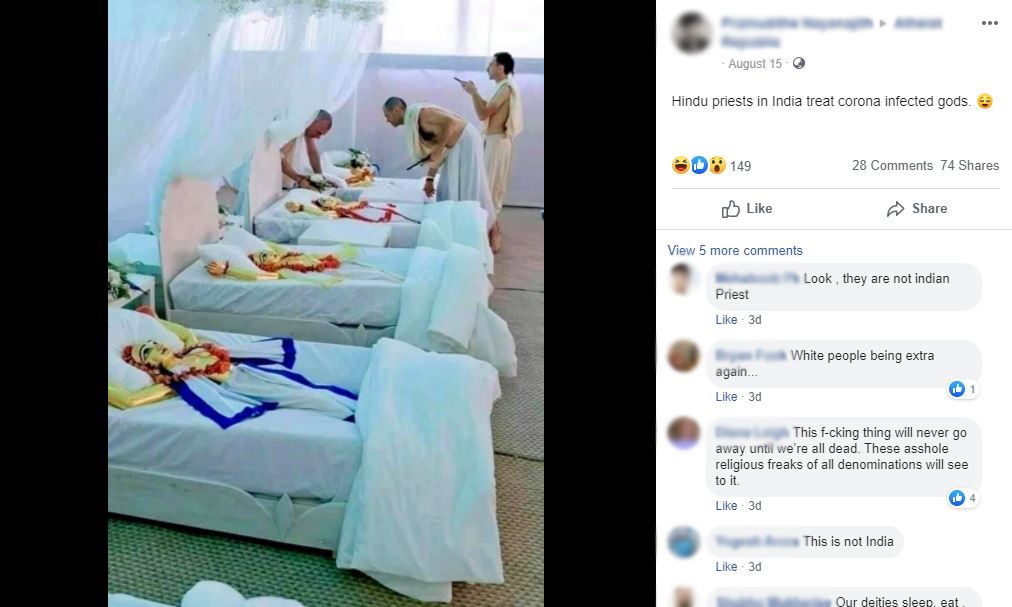 August 15
Hindu priests in India treat corona infected gods.
149
28 Comments 74 Shares
Like
Share
View 5 more comments
Look , they are not indian
Priest
Like · 3d
White people being extra
again...
1
Like · 3d
This f-cking thing will never go
away until we're all dead. These asshole
religious freaks of all denominations will see
to it.
4
Like · 3d
This is not India
Like · 3d
Our deities sleep, eat ,